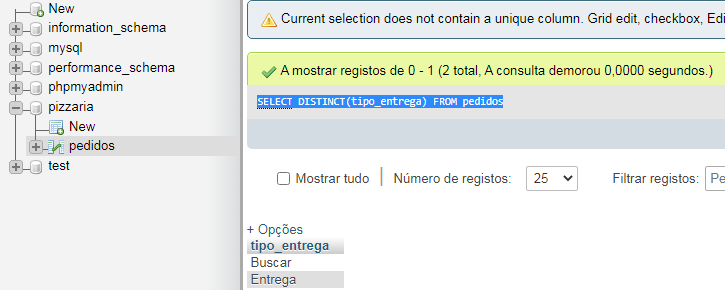 New
information_schema
mysql
performance_schema
phpmyadmin
pizzaria
New
pedidos
test
Current selection does not contain a unique column. Grid edit, checkbox, Edi
A mostrar registos de 0 - 1 (2 total, A consulta demorou 0,0000 segundos.)
SELECT DISTINCT(tipo_entrega) FROM pedidos
Mostrar tudo | Número de registos: 25 Filtrar registos: Pe
+ Opções
tipo_entrega
Buscar
Entrega